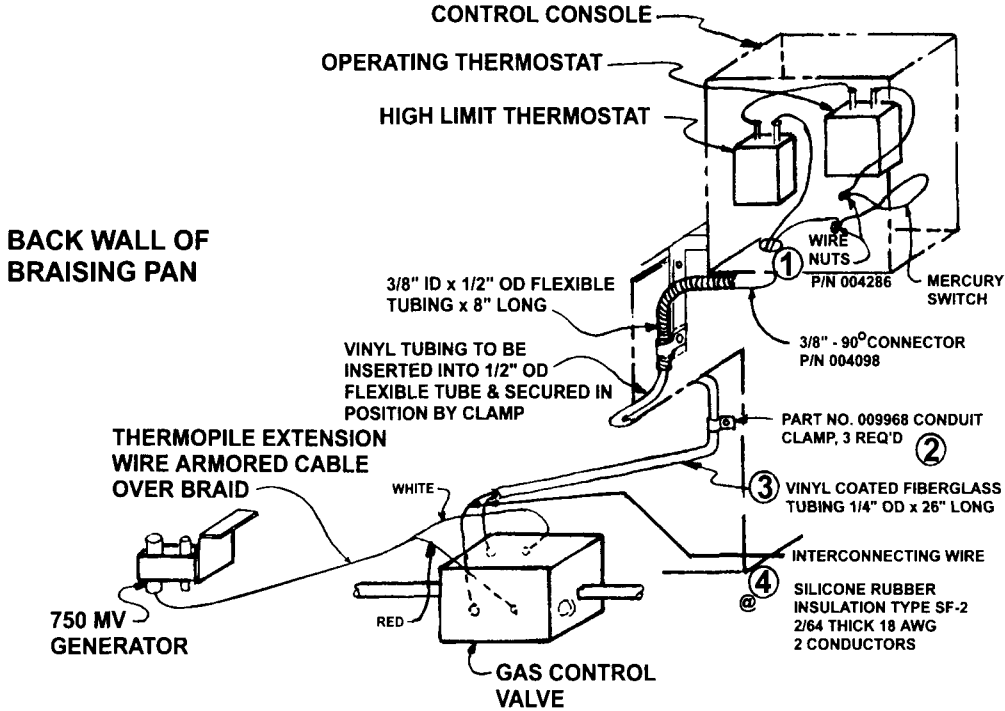 CONTROL CONSOLE
OPERATING THERMOSTAT
HIGH LIMIT THERMOSTAT
BACK WALL OF
BRAISING PAN
WIRE
NUTS
P/N 004286
1
MERCURY
SWITCH
3/8" ID x 1/2" OD FLEXIBLE
TUBING x 8" LONG
3/8" - 90°CONNECTOR
P/N 004098
VINYL TUBING TO BE
INSERTED INTO 1/2" OD
FLEXIBLE TUBE & SECURED IN
POSITION BY CLAMP
PART NO. 009968 CONDUIT
CLAMP, 3 REQ'D
2
THERMOPILE EXTENSION
WIRE ARMORED CABLE
OVER BRAID
WHITE
3
VINYL COATED FIBERGLASS
TUBING 1/4" OD x 26" LONG
INTERCONNECTING WIRE
4
@
SILICONE RUBBER
INSULATION TYPE SF-2
2/64 THICK 18 AWG
2 CONDUCTORS
RED
750 MV
GENERATOR
GAS CONTROL
VALVE